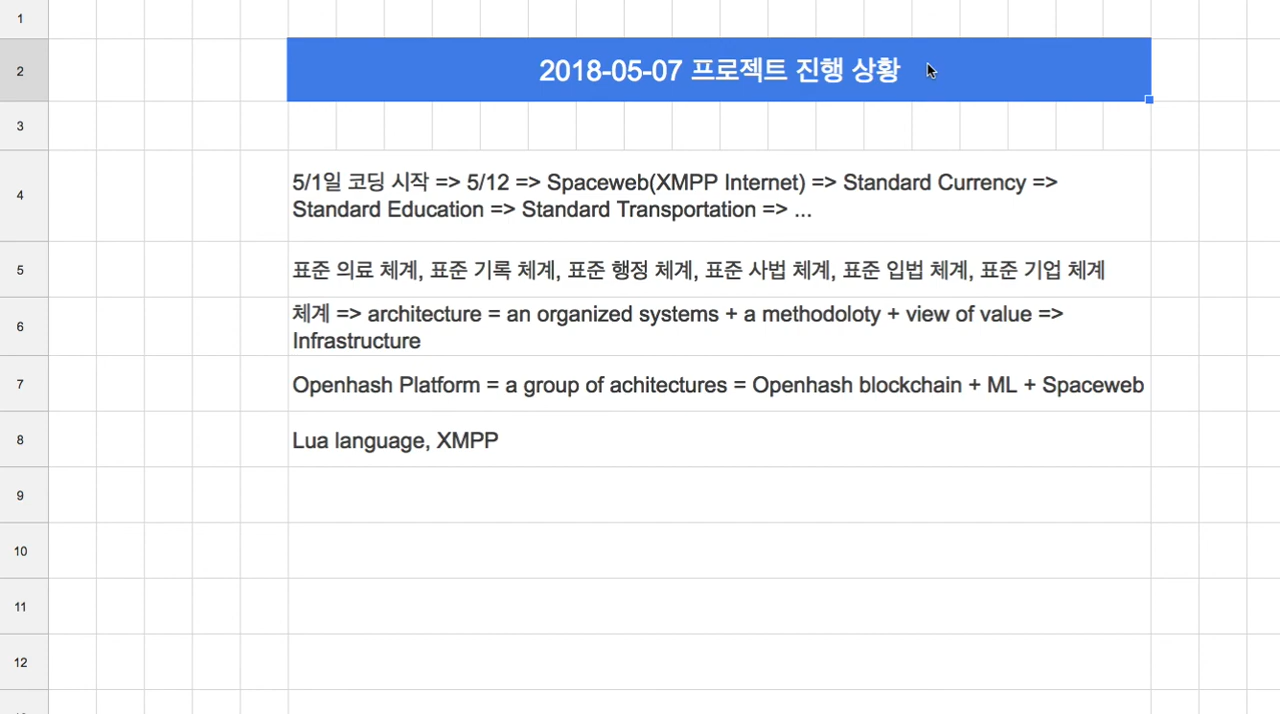 1
2
2018-05-07 프로젝트 진행 상황
3
4
5/1일 코딩 시작 => 5/12 => Spaceweb(XMPP Internet) => Standard Currency =>
Standard Education => Standard Transportation => ...
5
표준 의료 체계, 표준 기록 체계, 표준 행정 체계, 표준 사법 체계, 표준 입법 체계, 표준 기업 체계
6
체계 => architecture = an organized systems + a methodoloty + view of value =>
Infrastructure
7
Openhash Platform = a group of achitectures = Openhash blockchain + ML + Spaceweb
8
Lua language, XMPP
9
10
11
12